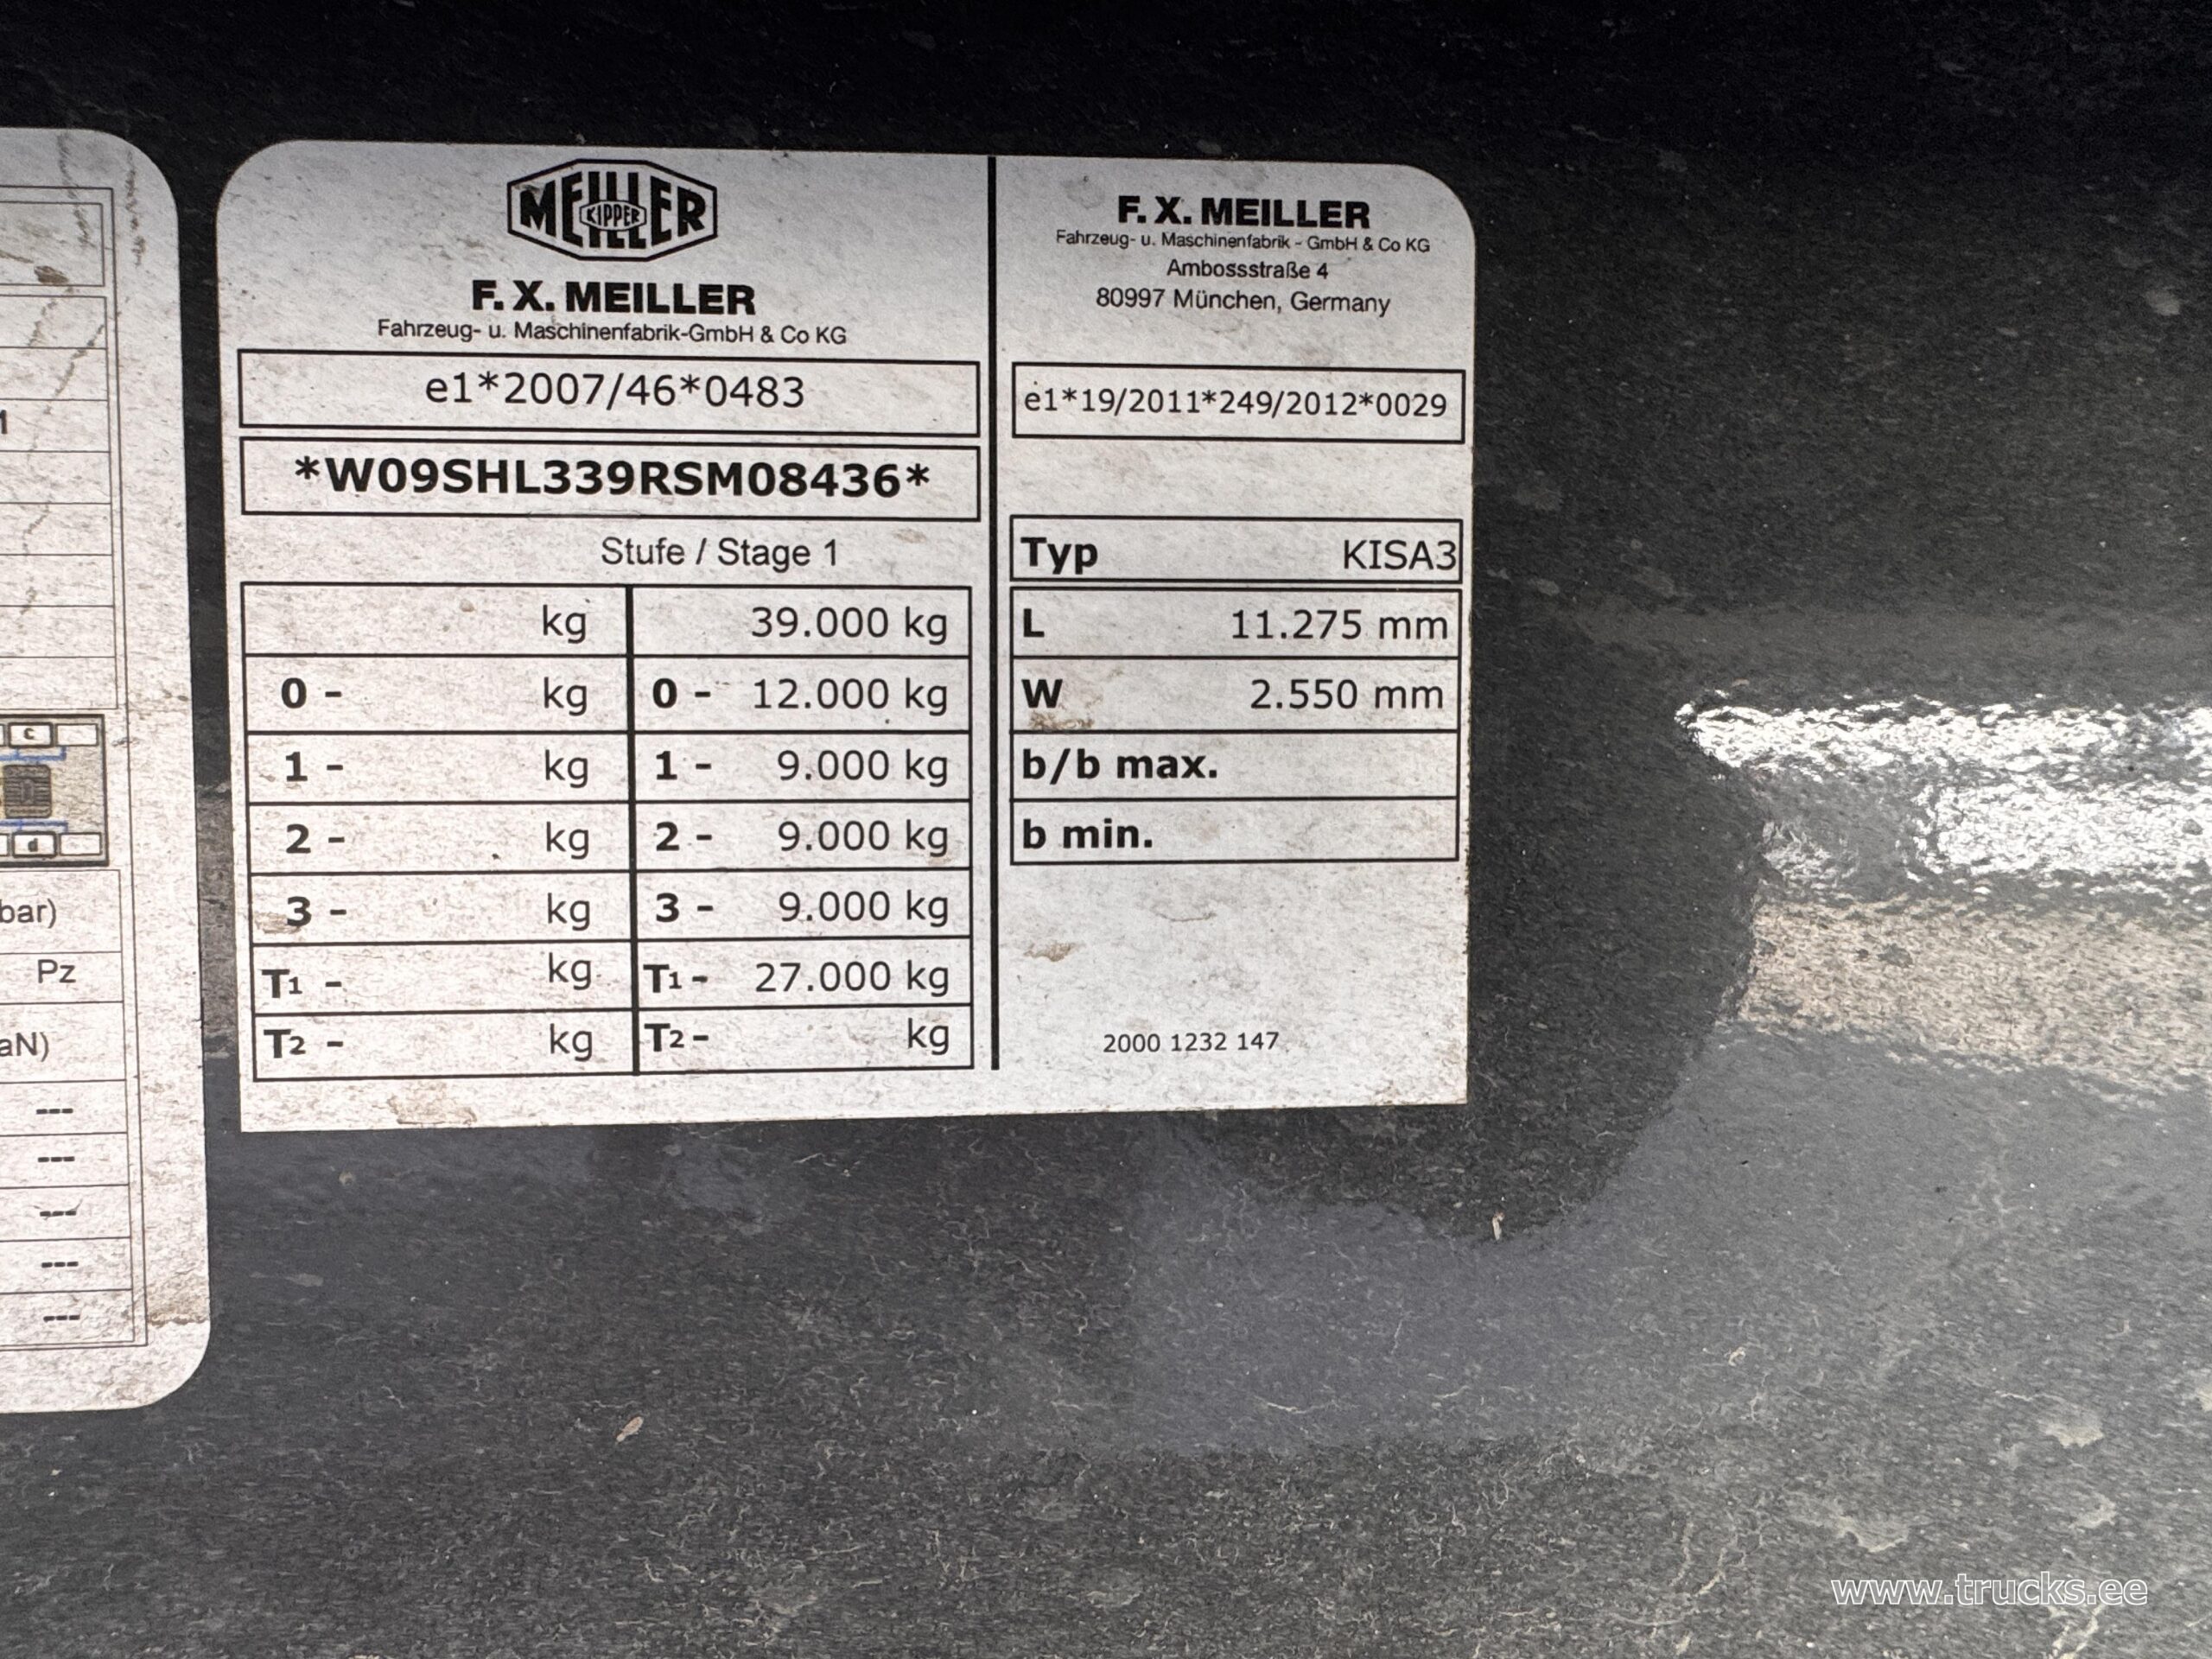 MEILLER
KIPPER
F. X. MEILLER
Fahrzeug- u. Maschinenfabrik-GmbH & Co KG
e1*2007/46*0483
*W09SHL339RSM08436*
Stufe / Stage 1
kg 39.000 kg
0 - kg 0 - 12.000 kg
1 - kg 1 - 9.000 kg
2 - kg 2 - 9.000 kg
3 - kg 3 - 9.000 kg
T1 - kg T1 - 27.000 kg
T2 - kg T2 - kg
F. X. MEILLER
Fahrzeug- u. Maschinenfabrik - GmbH & Co KG
Ambossstraße 4
80997 München, Germany
e1*19/2011*249/2012*0029
Typ KISA3
L 11.275 mm
W 2.550 mm
b/b max.
b min.
2000 1232 147
1
c
d
bar)
Pz
aN)
---
---
---
---
---
www.trucks.ee